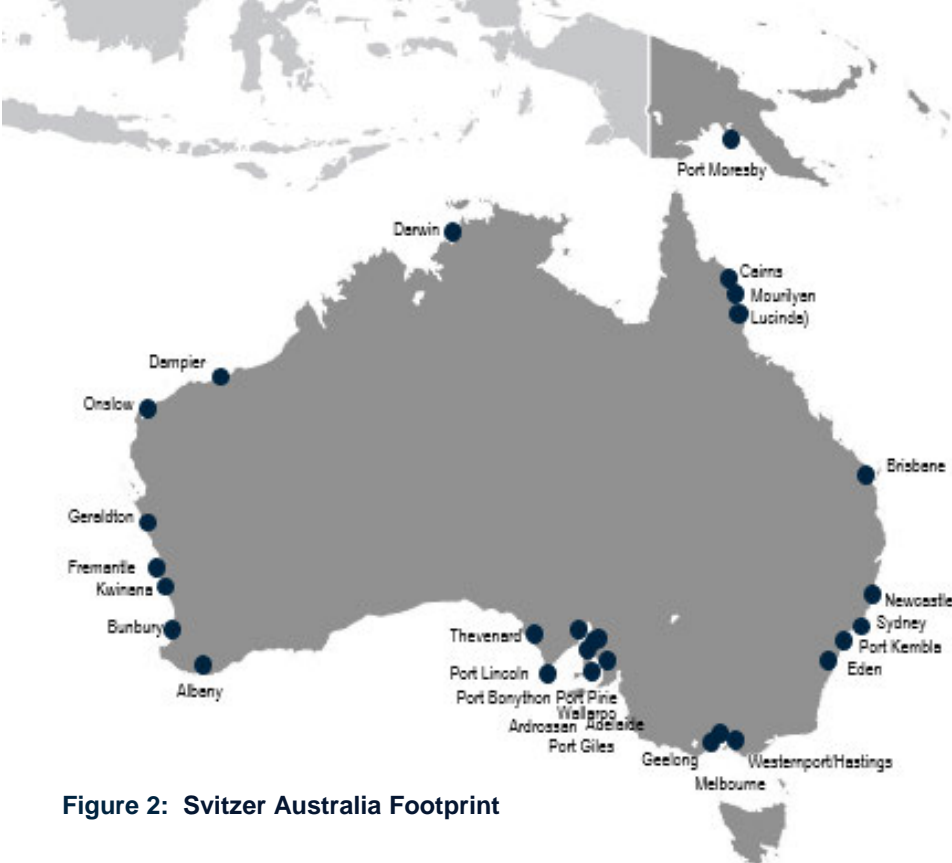 Port Moresby
Darwin
Cairns
Mourilyan
Lucinda)
Dampier
Onslow
Brisbane
Geraldton
Fremantle
Kwinana
Bunbury
Albany
Newcastle
Sydney
Port Kembla
Eden
Thevenard
Port Lincoln
Port Bonython Port Pirie
Wallaroo
Ardrossan Adelaide
Port Giles
Geelong
Westernport/Hastings
Melbourne
Figure 2: Svitzer Australia Footprint